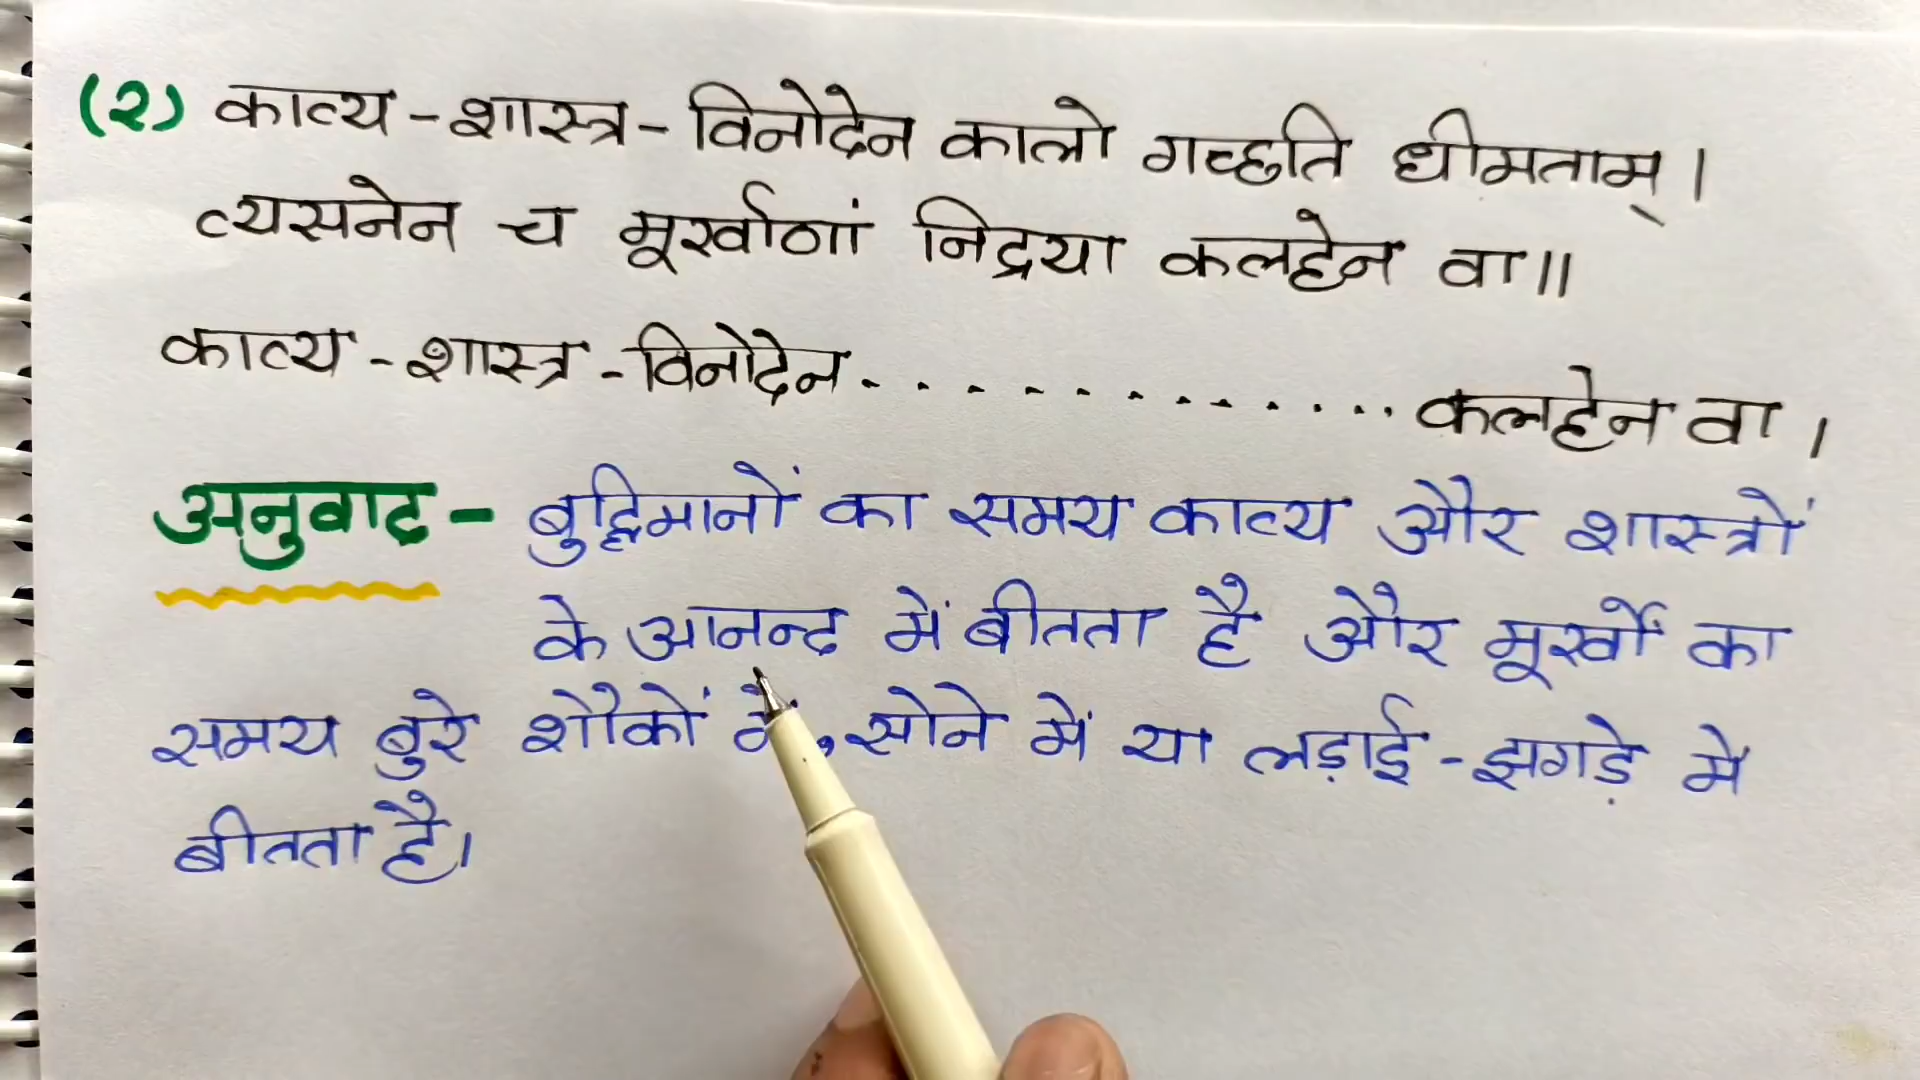 (२) काव्य - शास्त्र - विनोदेन कालो गच्छति धीमताम् ।
व्यसनेन च मूर्खाणां निद्रया कलहेन वा ॥
काव्य - शास्त्र - विनोदेन . . . . . . . . . . . . . . कलहेन वा ।
अनुवाद - बुद्धिमानों का समय काव्य और शास्त्रों
के आनन्द में बीतता है और मूर्खों का
समय बुरे शौकों , सोने में या लड़ाई - झगड़े में
बीतता है।